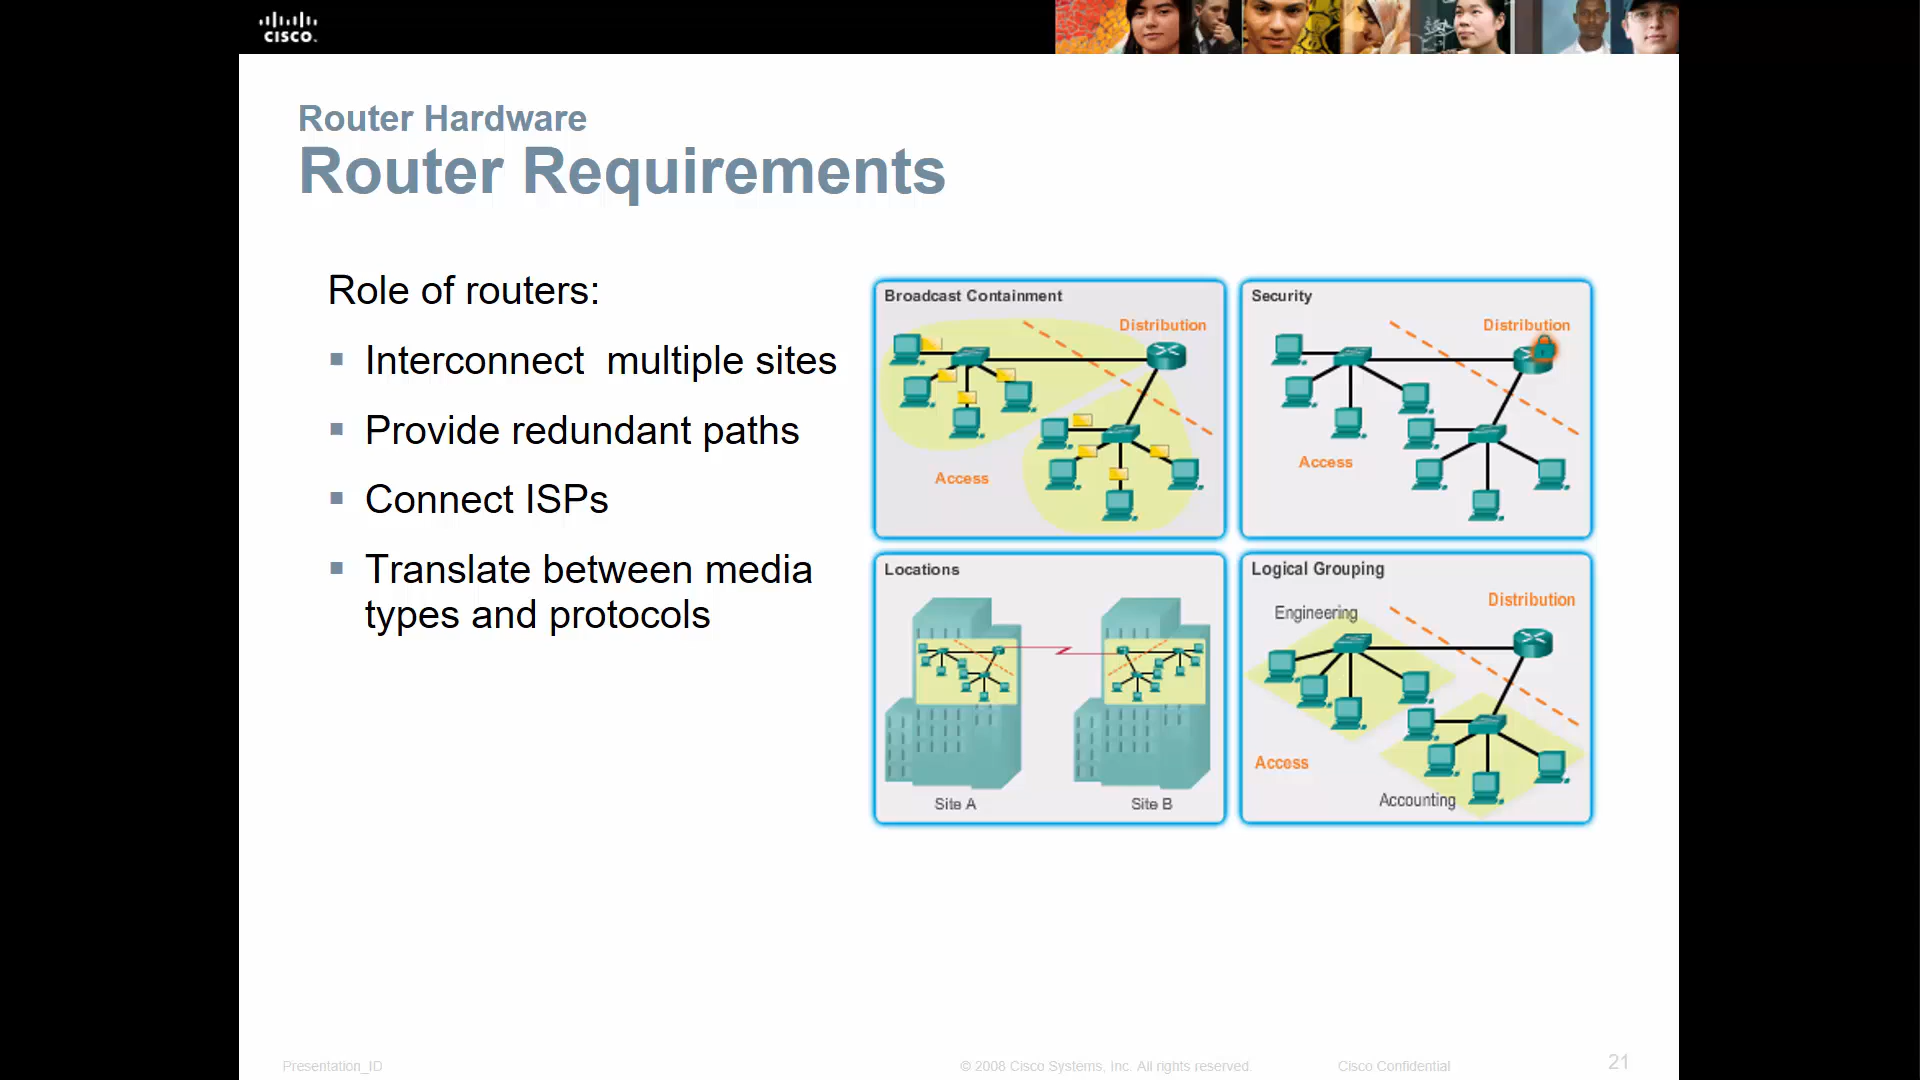 CISCO.
Router Hardware
Router Requirements
Role of routers:
Interconnect  multiple sites
Provide redundant paths
Connect ISPs
Translate between media
types and protocols
Broadcast Containment
Distribution
Access
Security
Distribution
Access
Locations
Site A
Site B
Logical Grouping
Engineering
Distribution
Access
Accounting
Presentation_ID
© 2008 Cisco Systems, Inc. All rights reserved.
Cisco Confidential
21